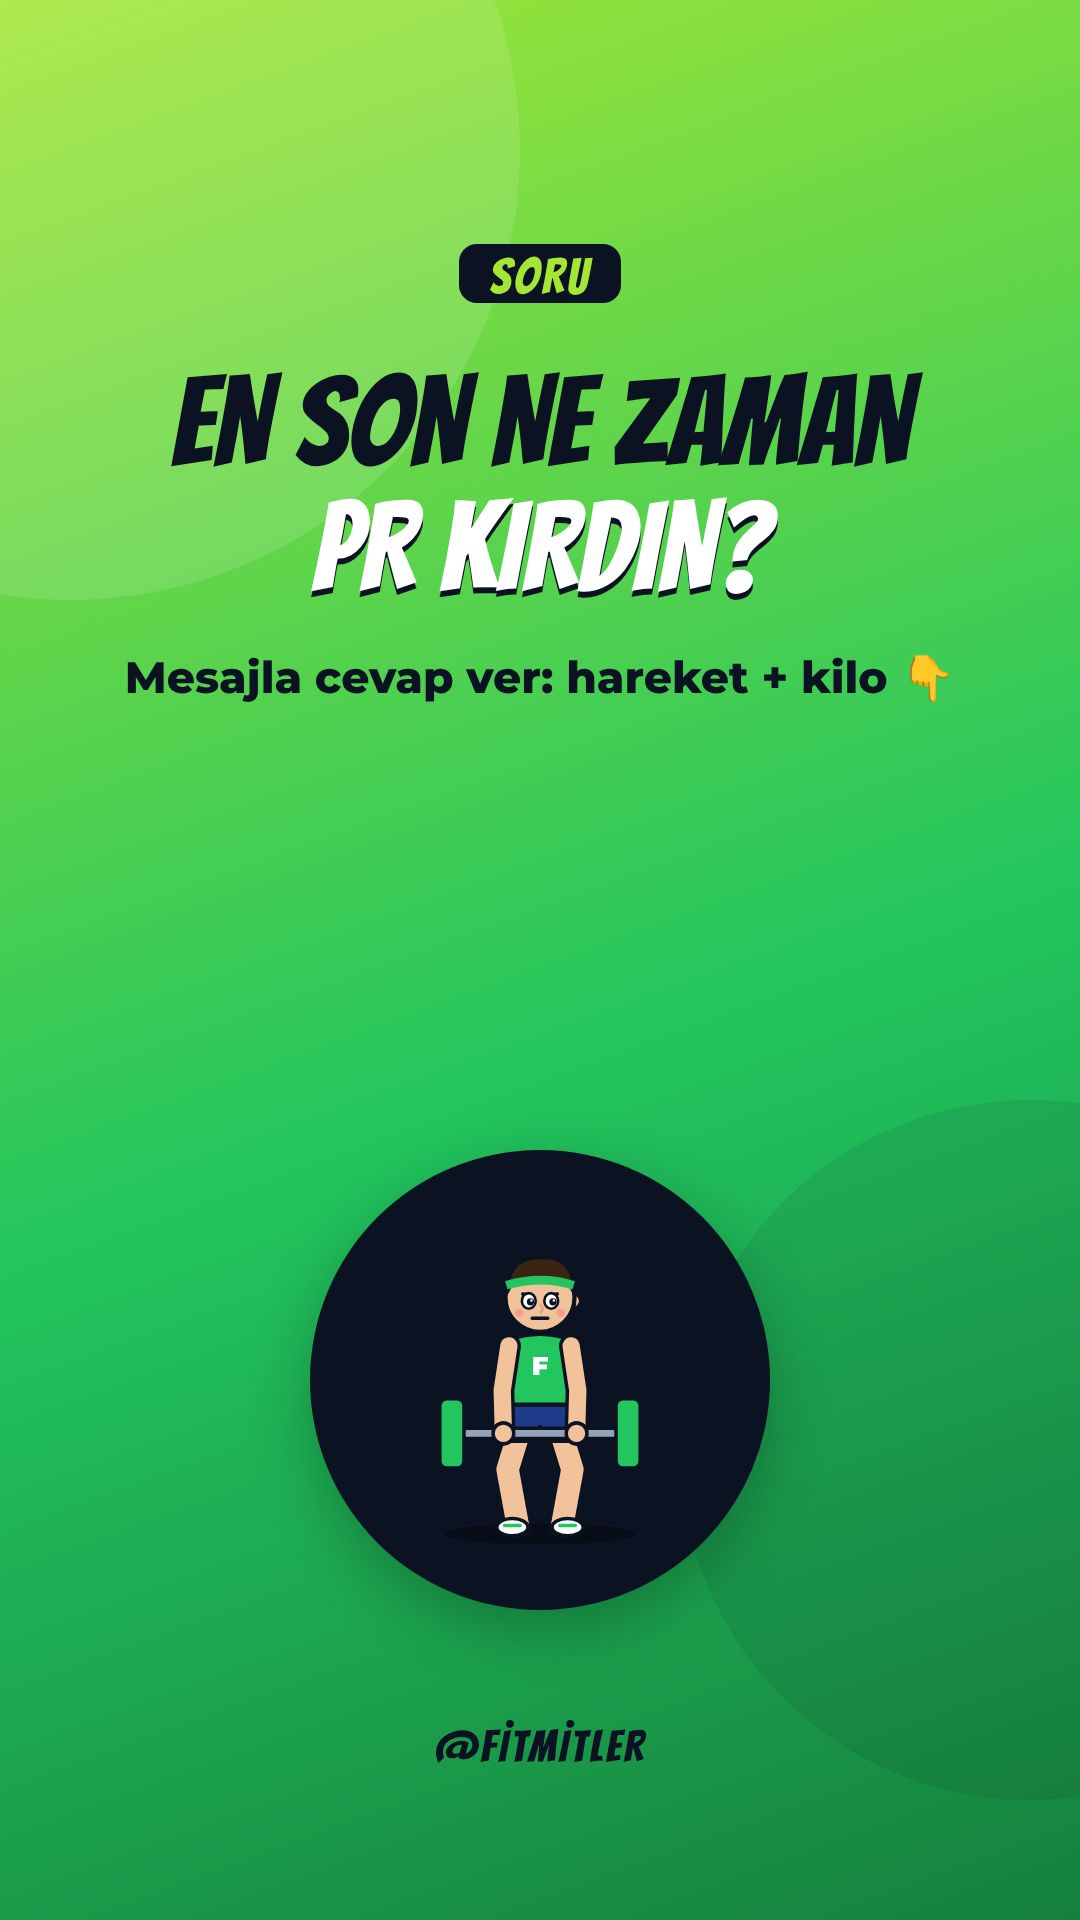 SORU
EN SON NE ZAMAN
PR KIRDIN?
Mesajla cevap ver: hareket + kilo 👇
F
@FİTMİTLER